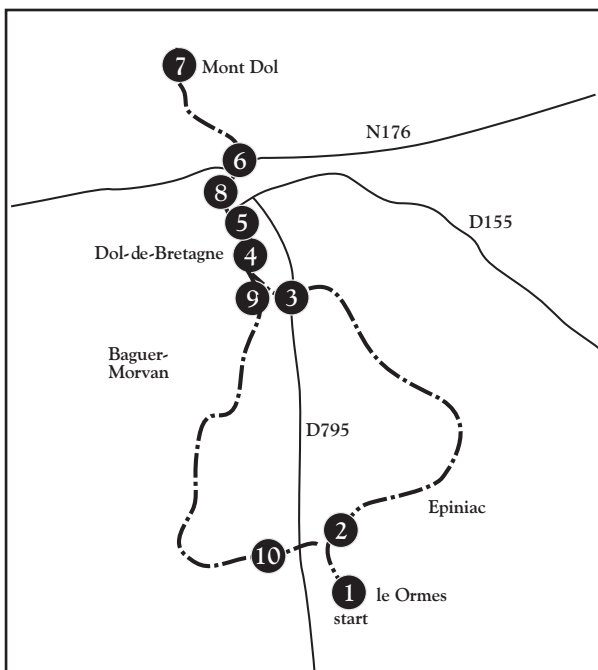 7 Mont Dol
N176
6
8
D155
5
Dol-de-Bretagne 4
9 3
Baguer-
Morvan
D795
Epiniac
2
10
1 le Ormes
start